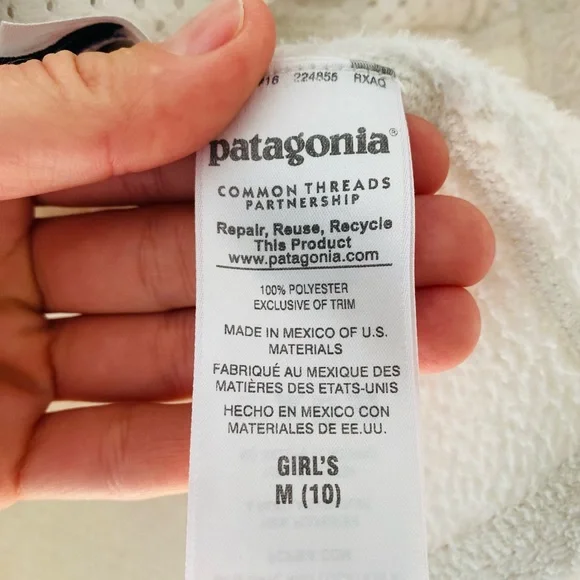 224855 RXAQ
patagonia®
COMMON THREADS
PARTNERSHIP
Repair, Reuse, Recycle
This Product
www.patagonia.com
100% POLYESTER
EXCLUSIVE OF TRIM
MADE IN MEXICO OF U.S.
MATERIALS
FABRIQUÉ AU MEXIQUE DES
MATIÈRES DES ETATS-UNIS
HECHO EN MEXICO CON
MATERIALES DE EE.UU.
GIRL'S
M (10)